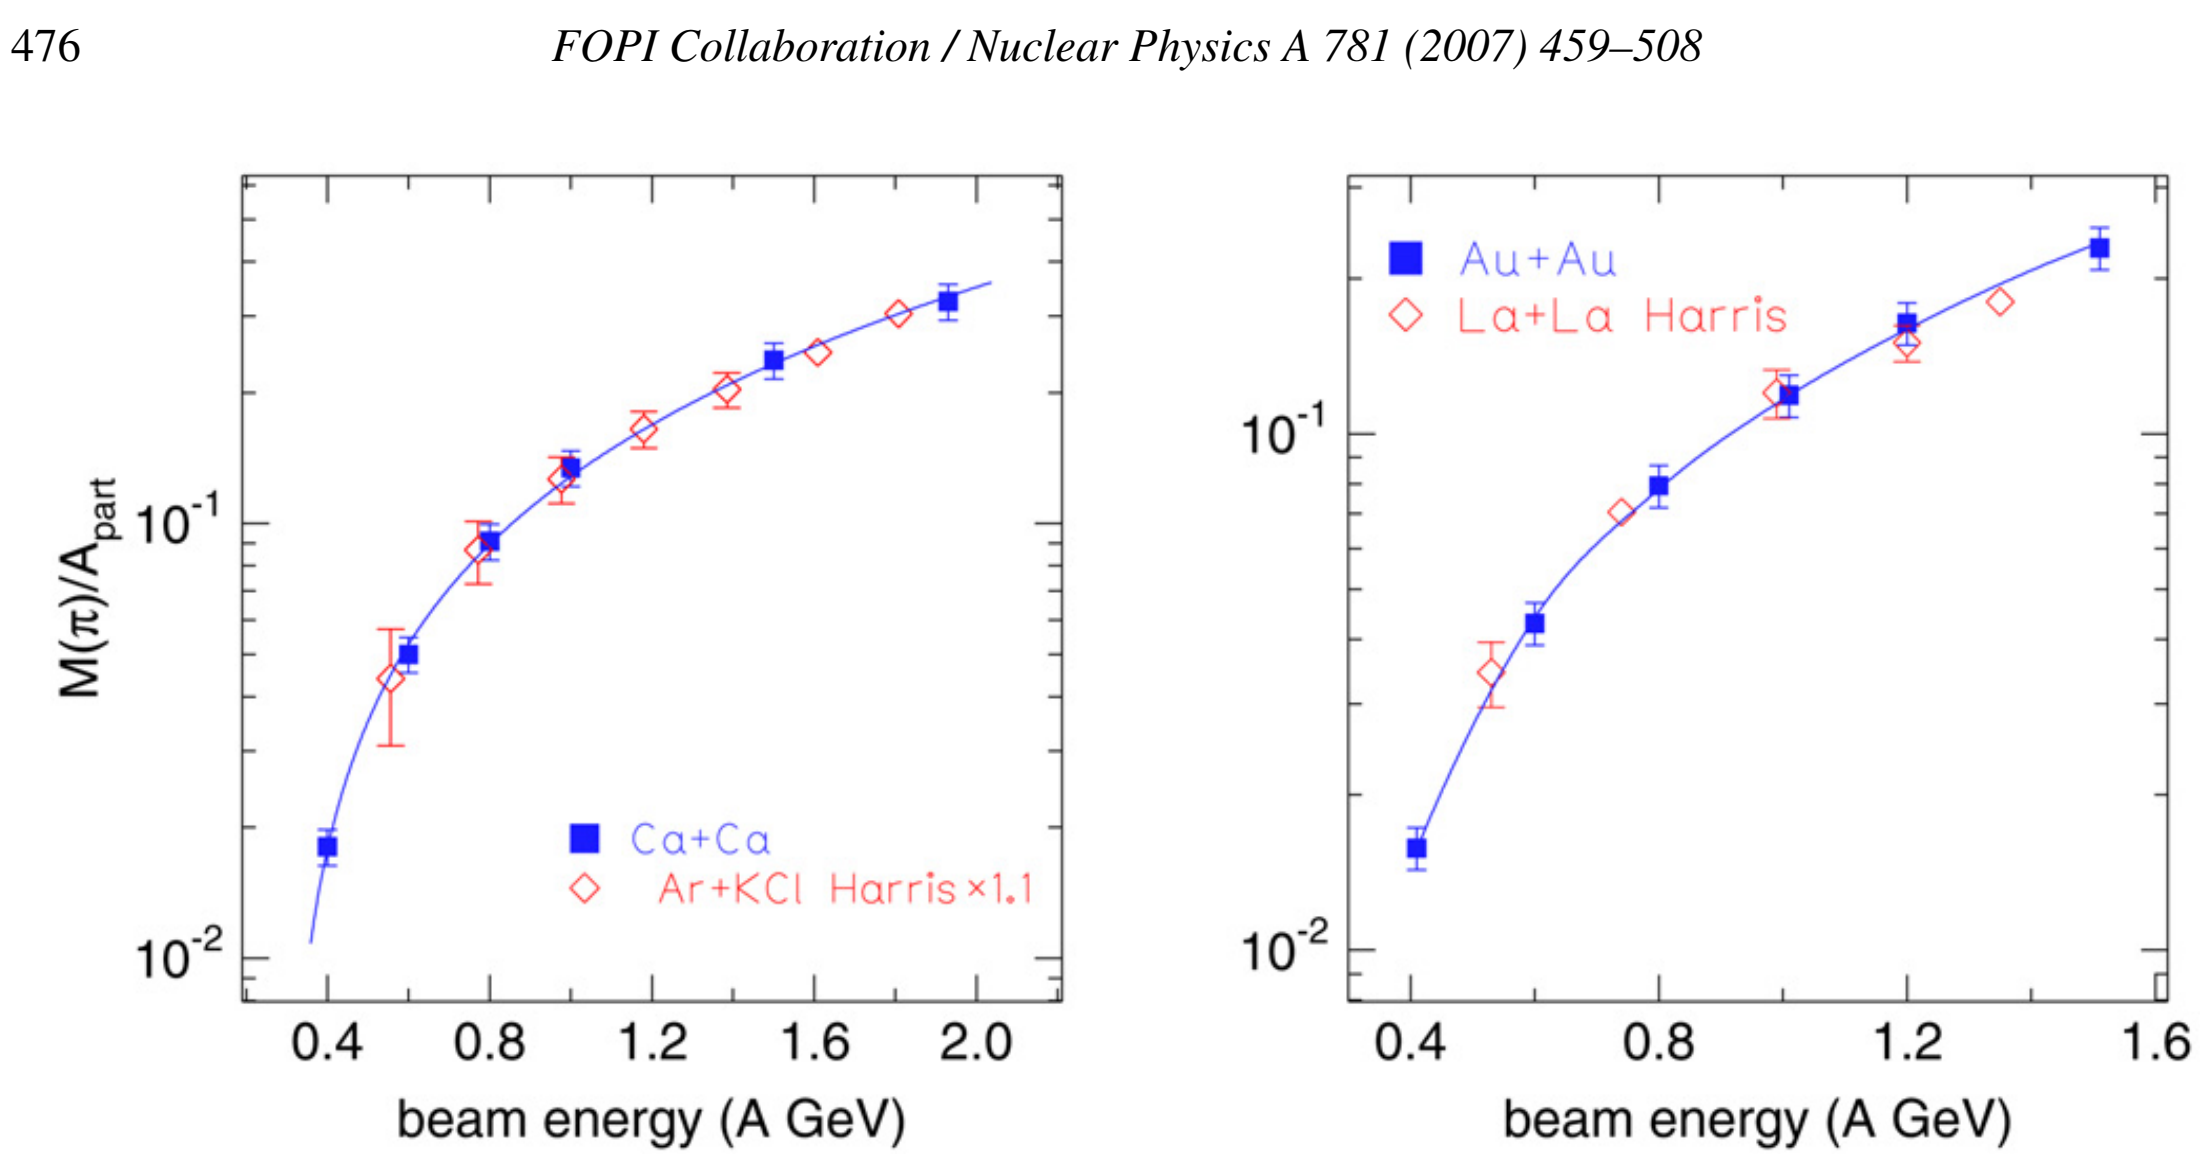 476 FOPI Collaboration / Nuclear Physics A 781 (2007) 459–508
M(π)/A_part
10^-1
10^-2
Ca+Ca
Ar+KCl Harris ×1.1
0.4 0.8 1.2 1.6 2.0
beam energy (A GeV)
Au+Au
La+La Harris
10^-1
10^-2
0.4 0.8 1.2 1.6
beam energy (A GeV)